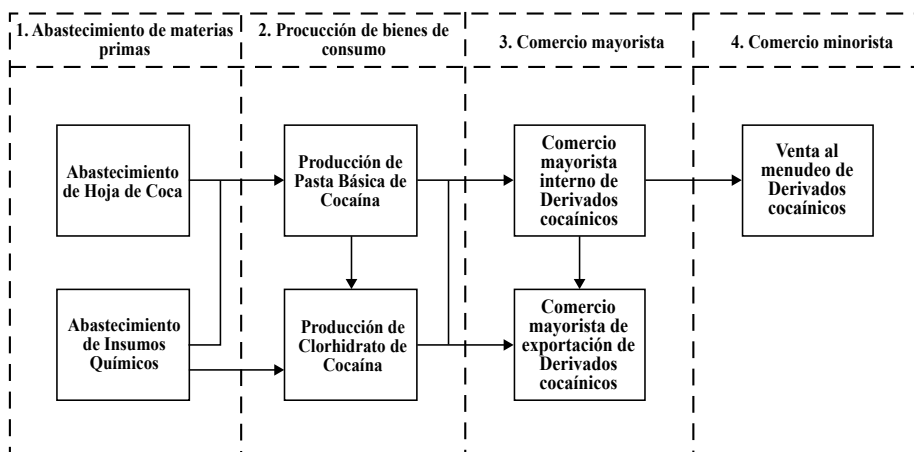 1. Abastecimiento de materias
primas
2. Procucción de bienes de
consumo
3. Comercio mayorista
4. Comercio minorista
Abastecimiento
de Hoja de Coca
Producción de
Pasta Básica de
Cocaína
Comercio
mayorista
interno de
Derivados
cocaínicos
Venta al
menudeo de
Derivados
cocaínicos
Abastecimiento
de Insumos
Químicos
Producción de
Clorhidrato de
Cocaína
Comercio
mayorista de
exportación de
Derivados
cocaínicos